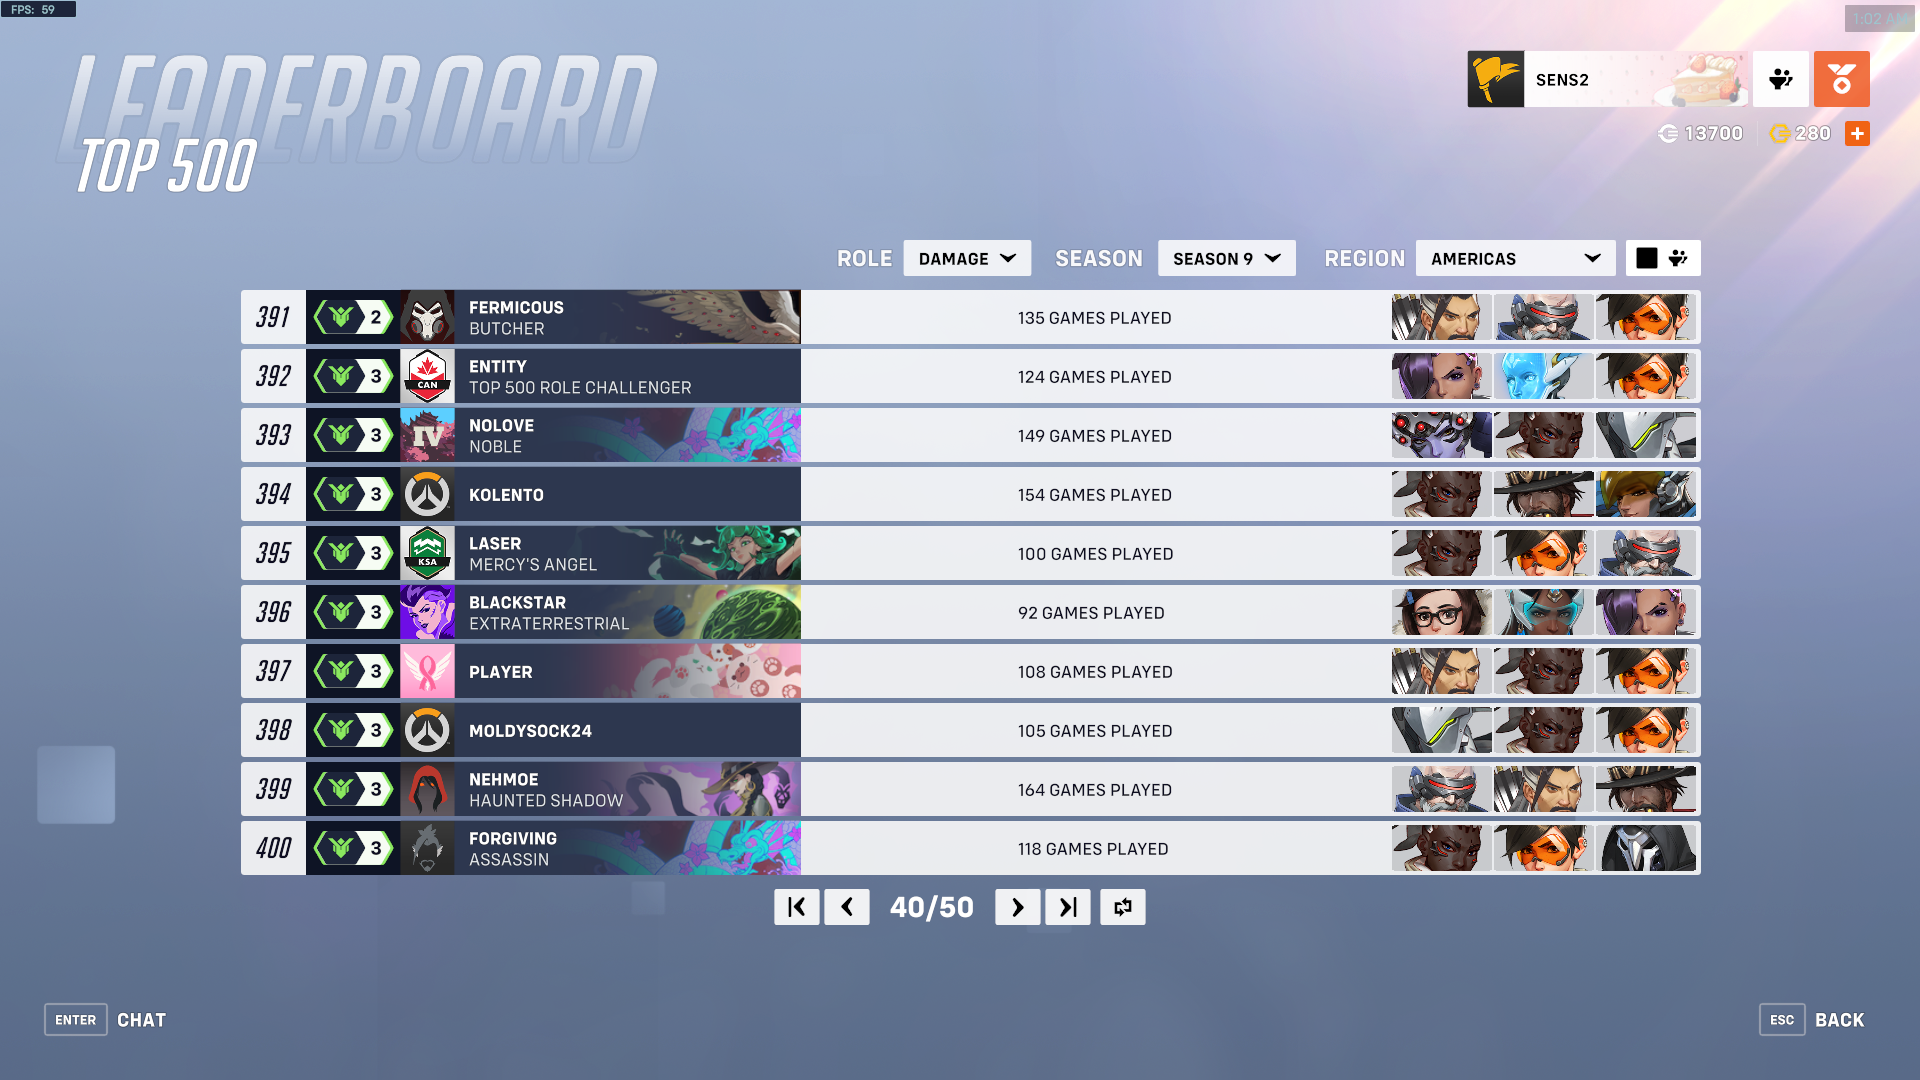 FPS: 59
1:02 AM
LEADERBOARD
TOP 500
SENS2
13700
280
ROLE
DAMAGE
SEASON
SEASON 9
REGION
AMERICAS
391 2 FERMICOUS 135 GAMES PLAYED
BUTCHER
392 3 CAN ENTITY 124 GAMES PLAYED
TOP 500 ROLE CHALLENGER
393 3 IV NOLOVE 149 GAMES PLAYED
NOBLE
394 3 KOLENTO 154 GAMES PLAYED
395 3 KSA LASER 100 GAMES PLAYED
MERCY'S ANGEL
396 3 BLACKSTAR 92 GAMES PLAYED
EXTRATERRESTRIAL
397 3 PLAYER 108 GAMES PLAYED
398 3 MOLDYSOCK24 105 GAMES PLAYED
399 3 NEHMOE 164 GAMES PLAYED
HAUNTED SHADOW
400 3 FORGIVING 118 GAMES PLAYED
ASSASSIN
40/50
ENTER CHAT
ESC BACK